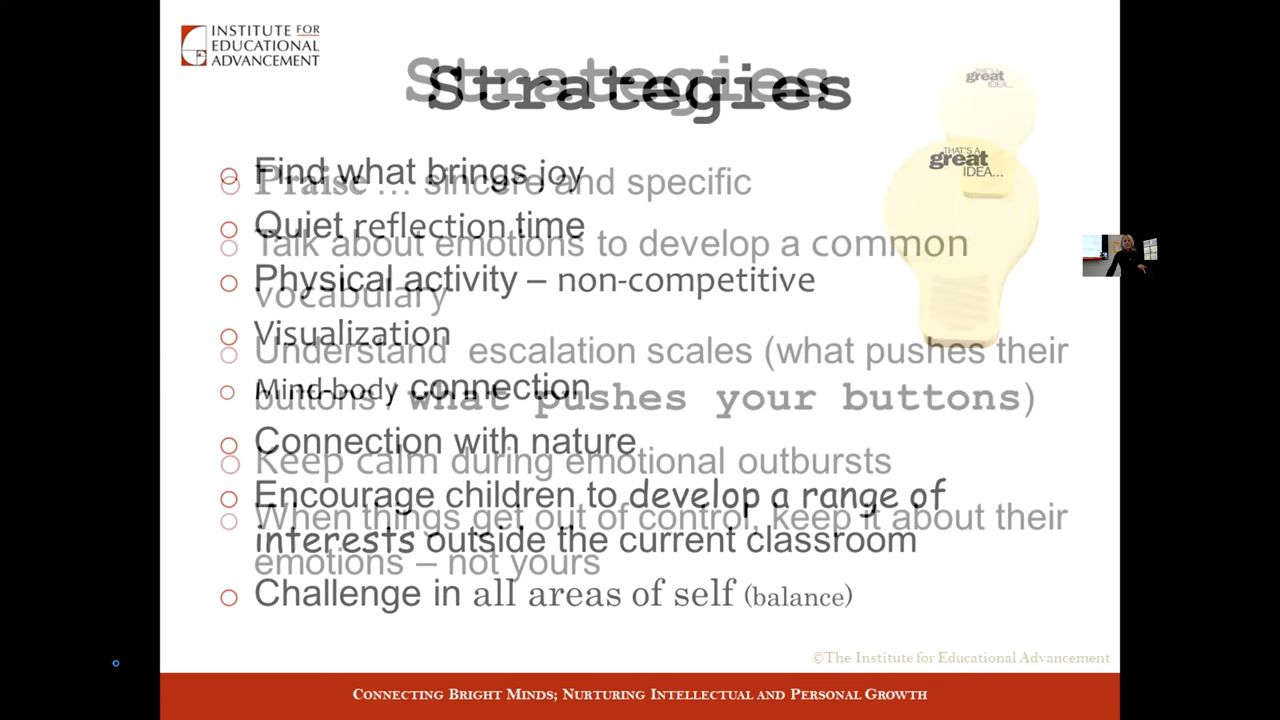 INSTITUTE FOR
EDUCATIONAL
ADVANCEMENT
Strategies
Strategies
THAT'S A
great
IDEA...
THAT'S A
great
IDEA...
Find what brings joy
Quiet reflection time
Physical activity – non-competitive
Visualization
Mind-body connection
Connection with nature
Encourage children to develop a range of
interests outside the current classroom
Challenge in all areas of self (balance)
Praise … sincere and specific
Talk about emotions to develop a common
vocabulary
Understand escalation scales (what pushes their
buttons / what pushes your buttons)
Keep calm during emotional outbursts
When things get out of control, keep it about their
emotions – not yours
©The Institute for Educational Advancement
CONNECTING BRIGHT MINDS; NURTURING INTELLECTUAL AND PERSONAL GROWTH